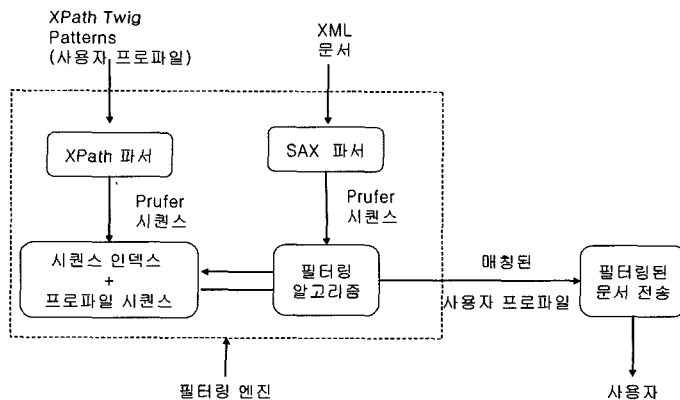 XPath Twig
Patterns
(사용자 프로파일)
XML
문서
XPath 파서
SAX 파서
Prufer
시퀀스
Prufer
시퀀스
시퀀스 인덱스
+
프로파일 시퀀스
필터링
알고리즘
매칭된
사용자 프로파일
필터링된
문서 전송
필터링 엔진
사용자